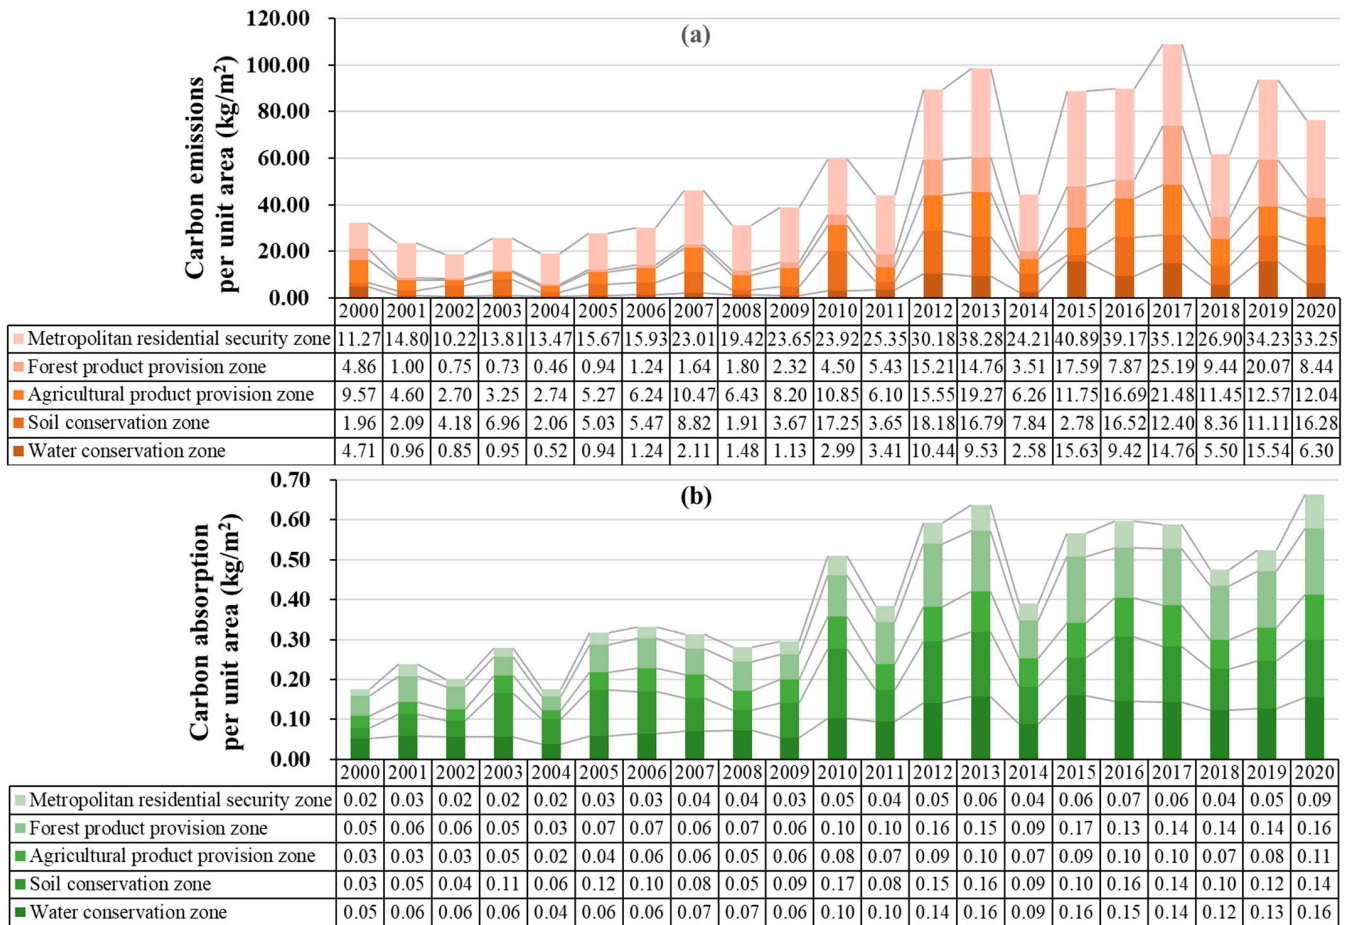 (a)
Carbon emissions
per unit area (kg/m²)
120.00
100.00
80.00
60.00
40.00
20.00
0.00
2000 2001 2002 2003 2004 2005 2006 2007 2008 2009 2010 2011 2012 2013 2014 2015 2016 2017 2018 2019 2020
Metropolitan residential security zone 11.27 14.80 10.22 13.81 13.47 15.67 15.93 23.01 19.42 23.65 23.92 25.35 30.18 38.28 24.21 40.89 39.17 35.12 26.90 34.23 33.25
Forest product provision zone 4.86 1.00 0.75 0.73 0.46 0.94 1.24 1.64 1.80 2.32 4.50 5.43 15.21 14.76 3.51 17.59 7.87 25.19 9.44 20.07 8.44
Agricultural product provision zone 9.57 4.60 2.70 3.25 2.74 5.27 6.24 10.47 6.43 8.20 10.85 6.10 15.55 19.27 6.26 11.75 16.69 21.48 11.45 12.57 12.04
Soil conservation zone 1.96 2.09 4.18 6.96 2.06 5.03 5.47 8.82 1.91 3.67 17.25 3.65 18.18 16.79 7.84 2.78 16.52 12.40 8.36 11.11 16.28
Water conservation zone 4.71 0.96 0.85 0.95 0.52 0.94 1.24 2.11 1.48 1.13 2.99 3.41 10.44 9.53 2.58 15.63 9.42 14.76 5.50 15.54 6.30
(b)
Carbon absorption
per unit area (kg/m²)
0.70
0.60
0.50
0.40
0.30
0.20
0.10
0.00
2000 2001 2002 2003 2004 2005 2006 2007 2008 2009 2010 2011 2012 2013 2014 2015 2016 2017 2018 2019 2020
Metropolitan residential security zone 0.02 0.03 0.02 0.02 0.02 0.03 0.03 0.04 0.04 0.03 0.05 0.04 0.05 0.06 0.04 0.06 0.07 0.06 0.04 0.05 0.09
Forest product provision zone 0.05 0.06 0.06 0.05 0.03 0.07 0.07 0.06 0.07 0.06 0.10 0.10 0.16 0.15 0.09 0.17 0.13 0.14 0.14 0.14 0.16
Agricultural product provision zone 0.03 0.03 0.03 0.05 0.02 0.04 0.06 0.06 0.05 0.06 0.08 0.07 0.09 0.10 0.07 0.09 0.10 0.10 0.07 0.08 0.11
Soil conservation zone 0.03 0.05 0.04 0.11 0.06 0.12 0.10 0.08 0.05 0.09 0.17 0.08 0.15 0.16 0.09 0.10 0.16 0.14 0.10 0.12 0.14
Water conservation zone 0.05 0.06 0.06 0.06 0.04 0.06 0.06 0.07 0.07 0.06 0.10 0.10 0.14 0.16 0.09 0.16 0.15 0.14 0.12 0.13 0.16